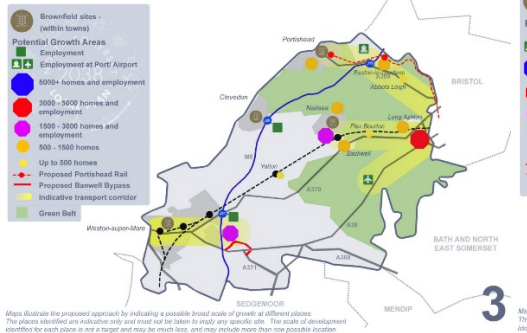 Brownfield sites -
(within towns)
Potential Growth Areas
Employment
Employment at Port/ Airport
5000+ homes and employment
3000 - 5000 homes and
employment
1500 - 3000 homes and
employment
500 - 1500 homes
Up to 500 homes
Proposed Portishead Rail
Proposed Banwell Bypass
Indicative transport corridor
Green Belt
2038
Portishead
Easton-in-Gordano
Abbots Leigh
BRISTOL
Clevedon
Nailsea
Long Ashton
Flax Bourton
Backwell
M5
Yatton
A370
A38
Weston-super-Mare
A371
A368
BATH AND NORTH
EAST SOMERSET
SEDGEMOOR
MENDIP
3
Maps illustrate the proposed approach by indicating a possible broad scale of growth at different places.
The places identified are indicative only and must not be taken to imply any specific site. The scale of development
identified for each place is not a target and may be much less, and may include more than one possible location.